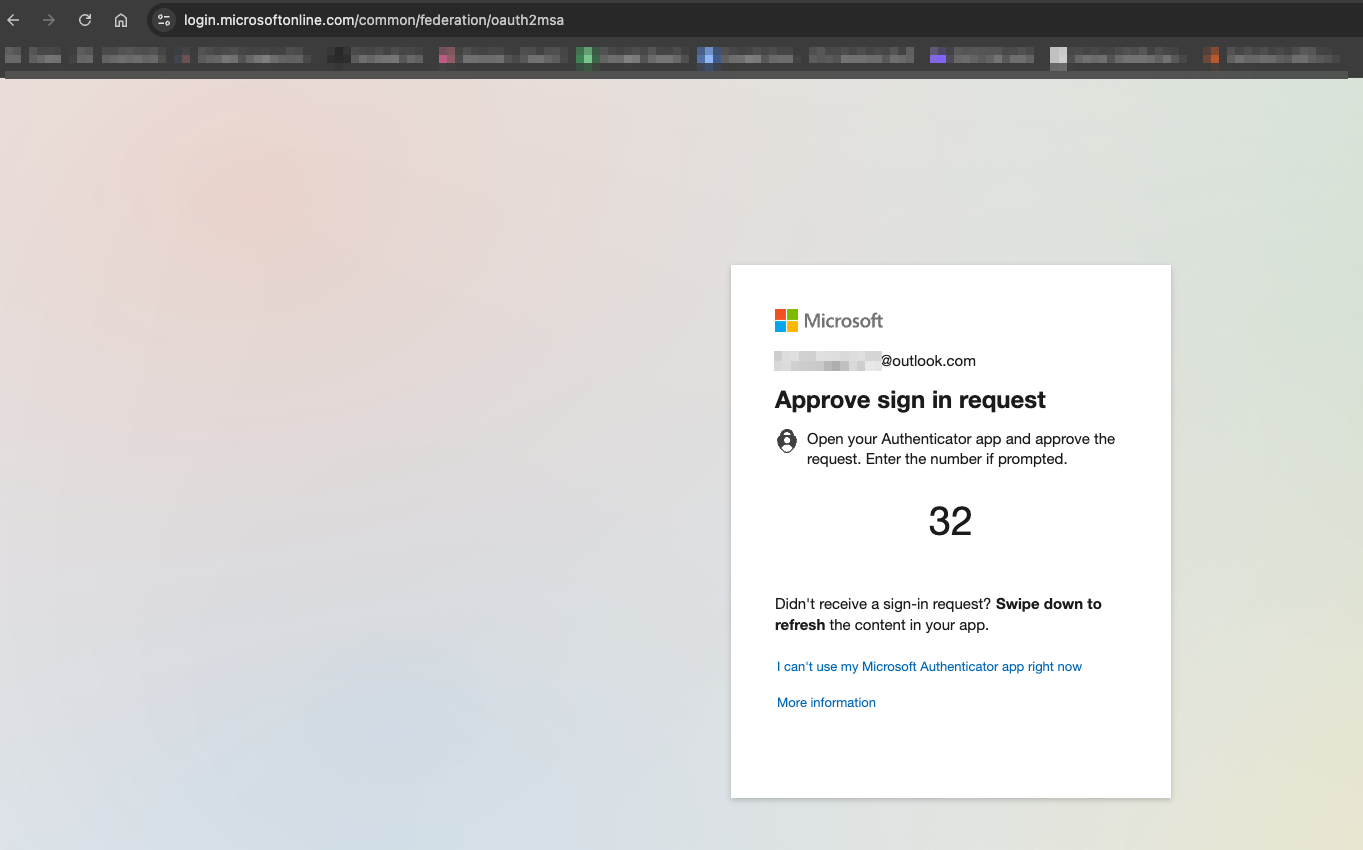 login.microsoftonline.com/common/federation/oauth2msa
Microsoft
@outlook.com
Approve sign in request
Open your Authenticator app and approve the
request. Enter the number if prompted.
32
Didn't receive a sign-in request? Swipe down to
refresh the content in your app.
I can't use my Microsoft Authenticator app right now
More information